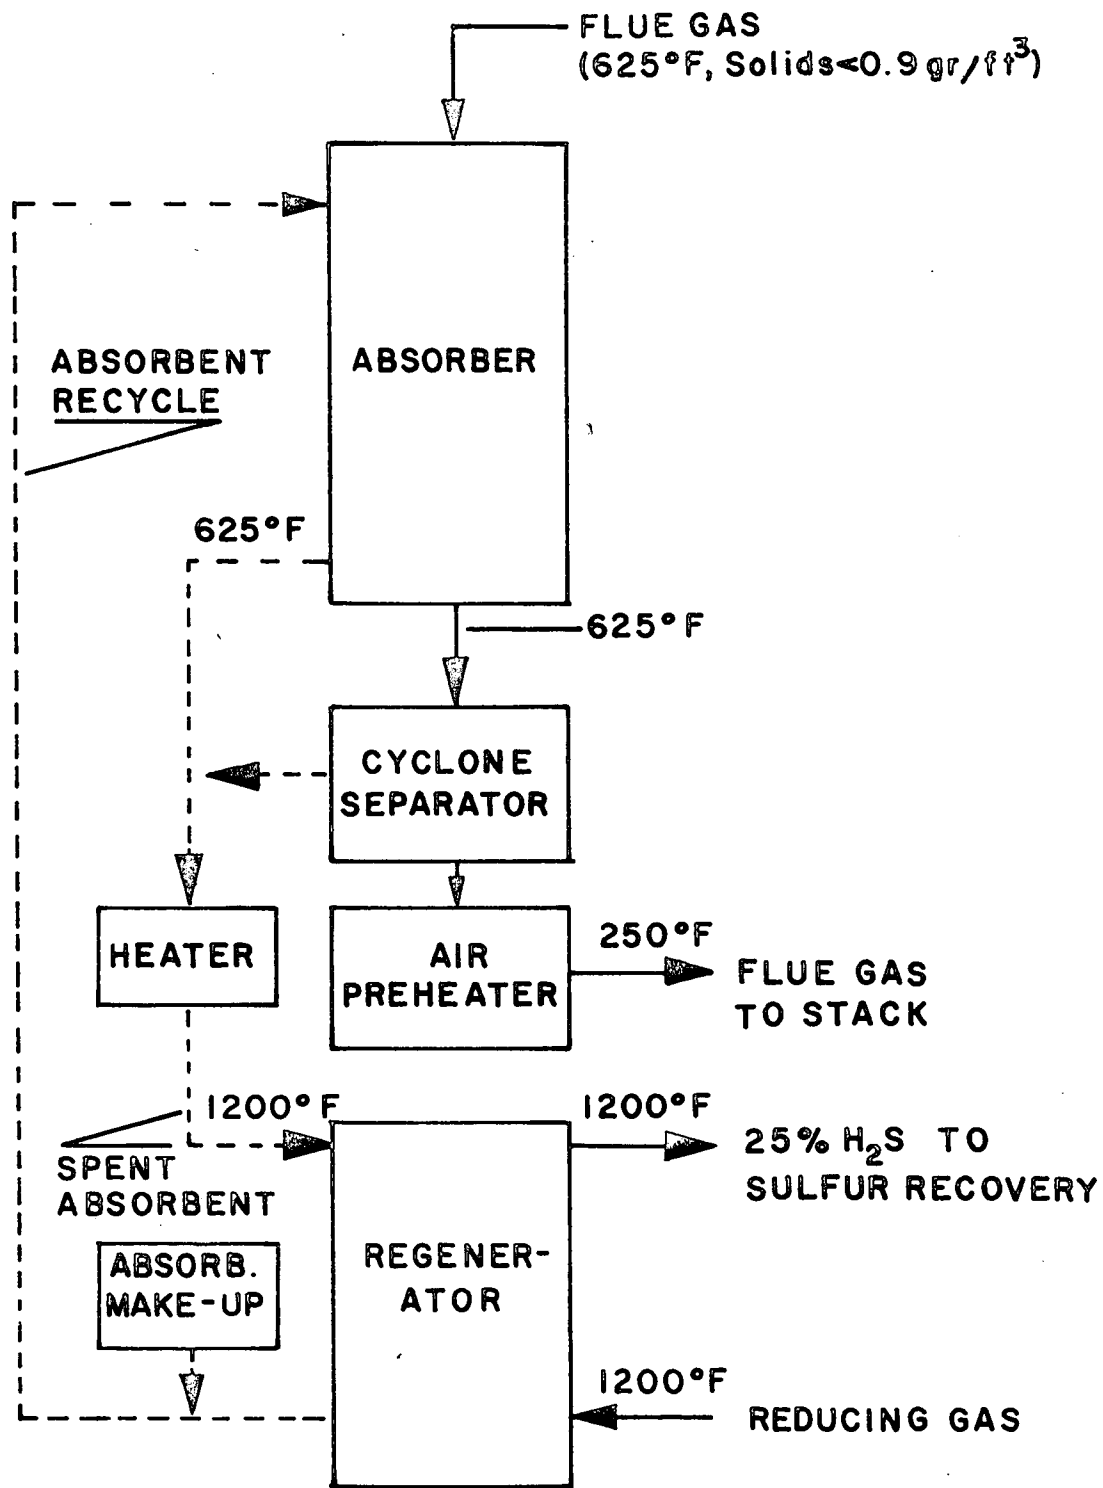 FLUE GAS
(625°F, Solids<0.9 gr/ft³)
ABSORBER
ABSORBENT
RECYCLE
625°F
625°F
CYCLONE
SEPARATOR
HEATER
AIR
PREHEATER
250°F
FLUE GAS
TO STACK
1200°F
1200°F
25% H₂S TO
SULFUR RECOVERY
SPENT
ABSORBENT
REGENER-
ATOR
ABSORB.
MAKE-UP
1200°F
REDUCING GAS